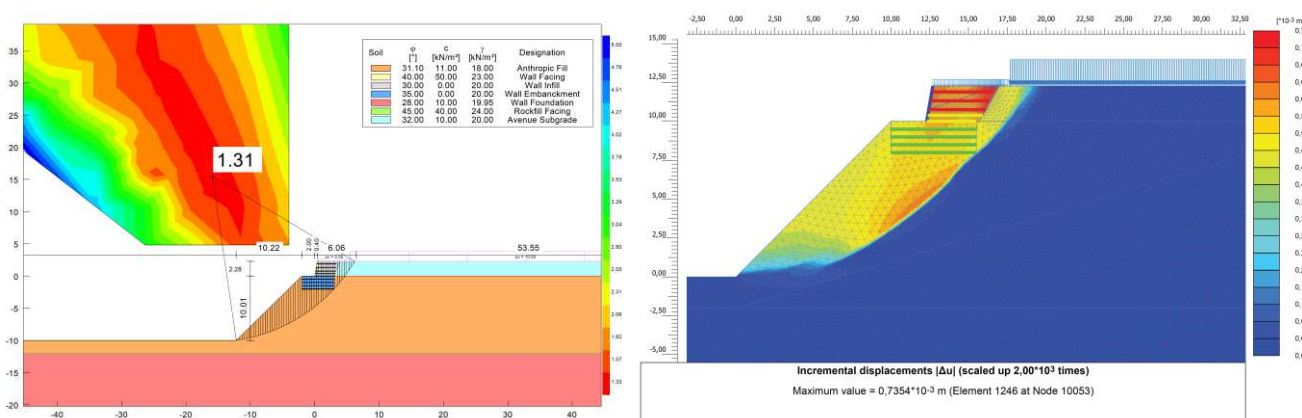 Soil φ c γ Designation
[°] [kN/m²] [kN/m³]
31.10 11.00 18.00 Anthropic Fill
40.00 50.00 23.00 Wall Facing
30.00 0.00 20.00 Wall Infill
35.00 0.00 20.00 Wall Embanckment
28.00 10.00 19.95 Wall Foundation
45.00 40.00 24.00 Rockfill Facing
32.00 10.00 20.00 Avenue Subgrade
35
30
25
20
15
10
5
0
-5
-10
-15
-20
1.31
10.22 2.00 0.40 6.06 53.55
2.28
10.01
-40 -30 -20 -10 0 10 20 30 40
-2,50 0,00 2,50 5,00 7,50 10,00 12,50 15,00 17,50 20,00 22,50 25,00 27,50 30,00 32,50
[*10-3 m]
15,00
12,50
10,00
7,50
5,00
2,50
0,00
-2,50
-5,00
Incremental displacements |Δu| (scaled up 2,00*10³ times)
Maximum value = 0,7354*10-3 m (Element 1246 at Node 10053)